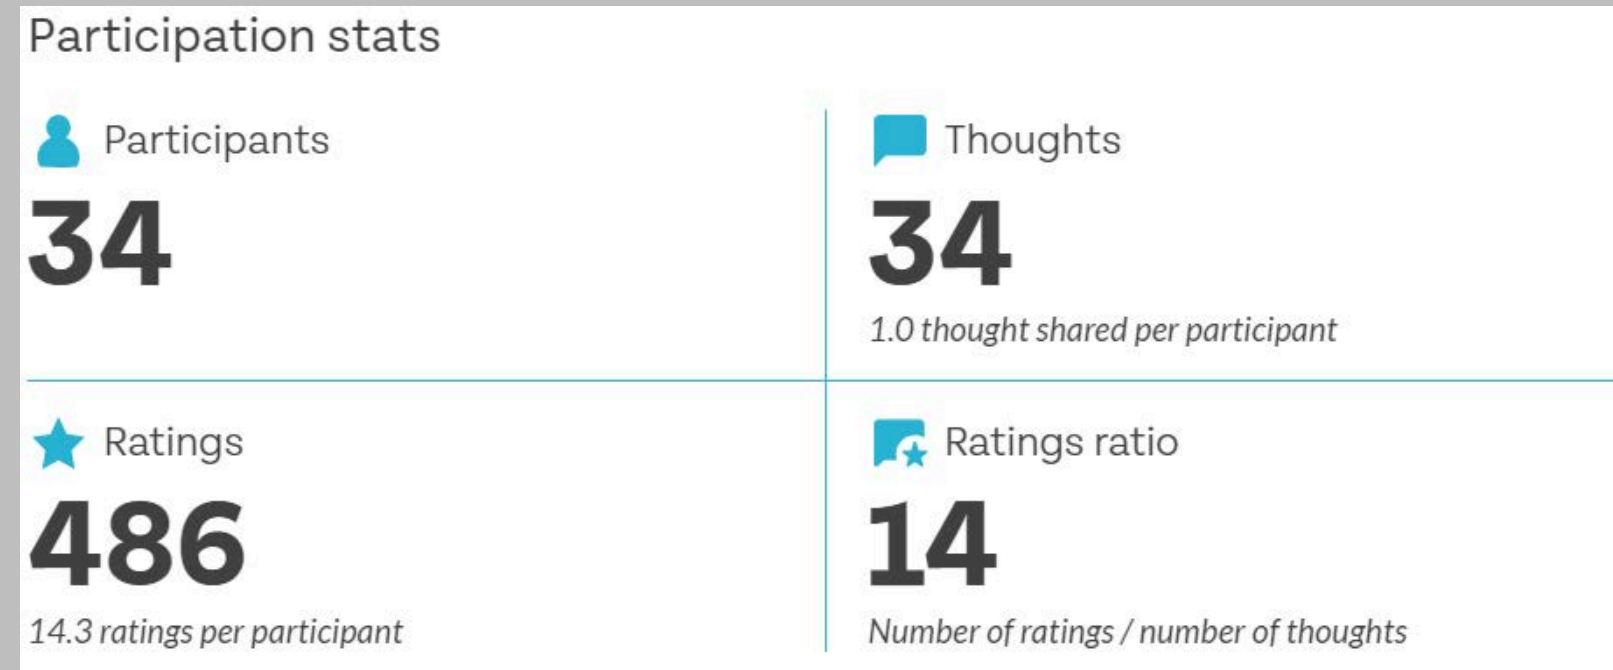 Participation stats
Participants
34
Thoughts
34
1.0 thought shared per participant
Ratings
486
14.3 ratings per participant
Ratings ratio
14
Number of ratings / number of thoughts